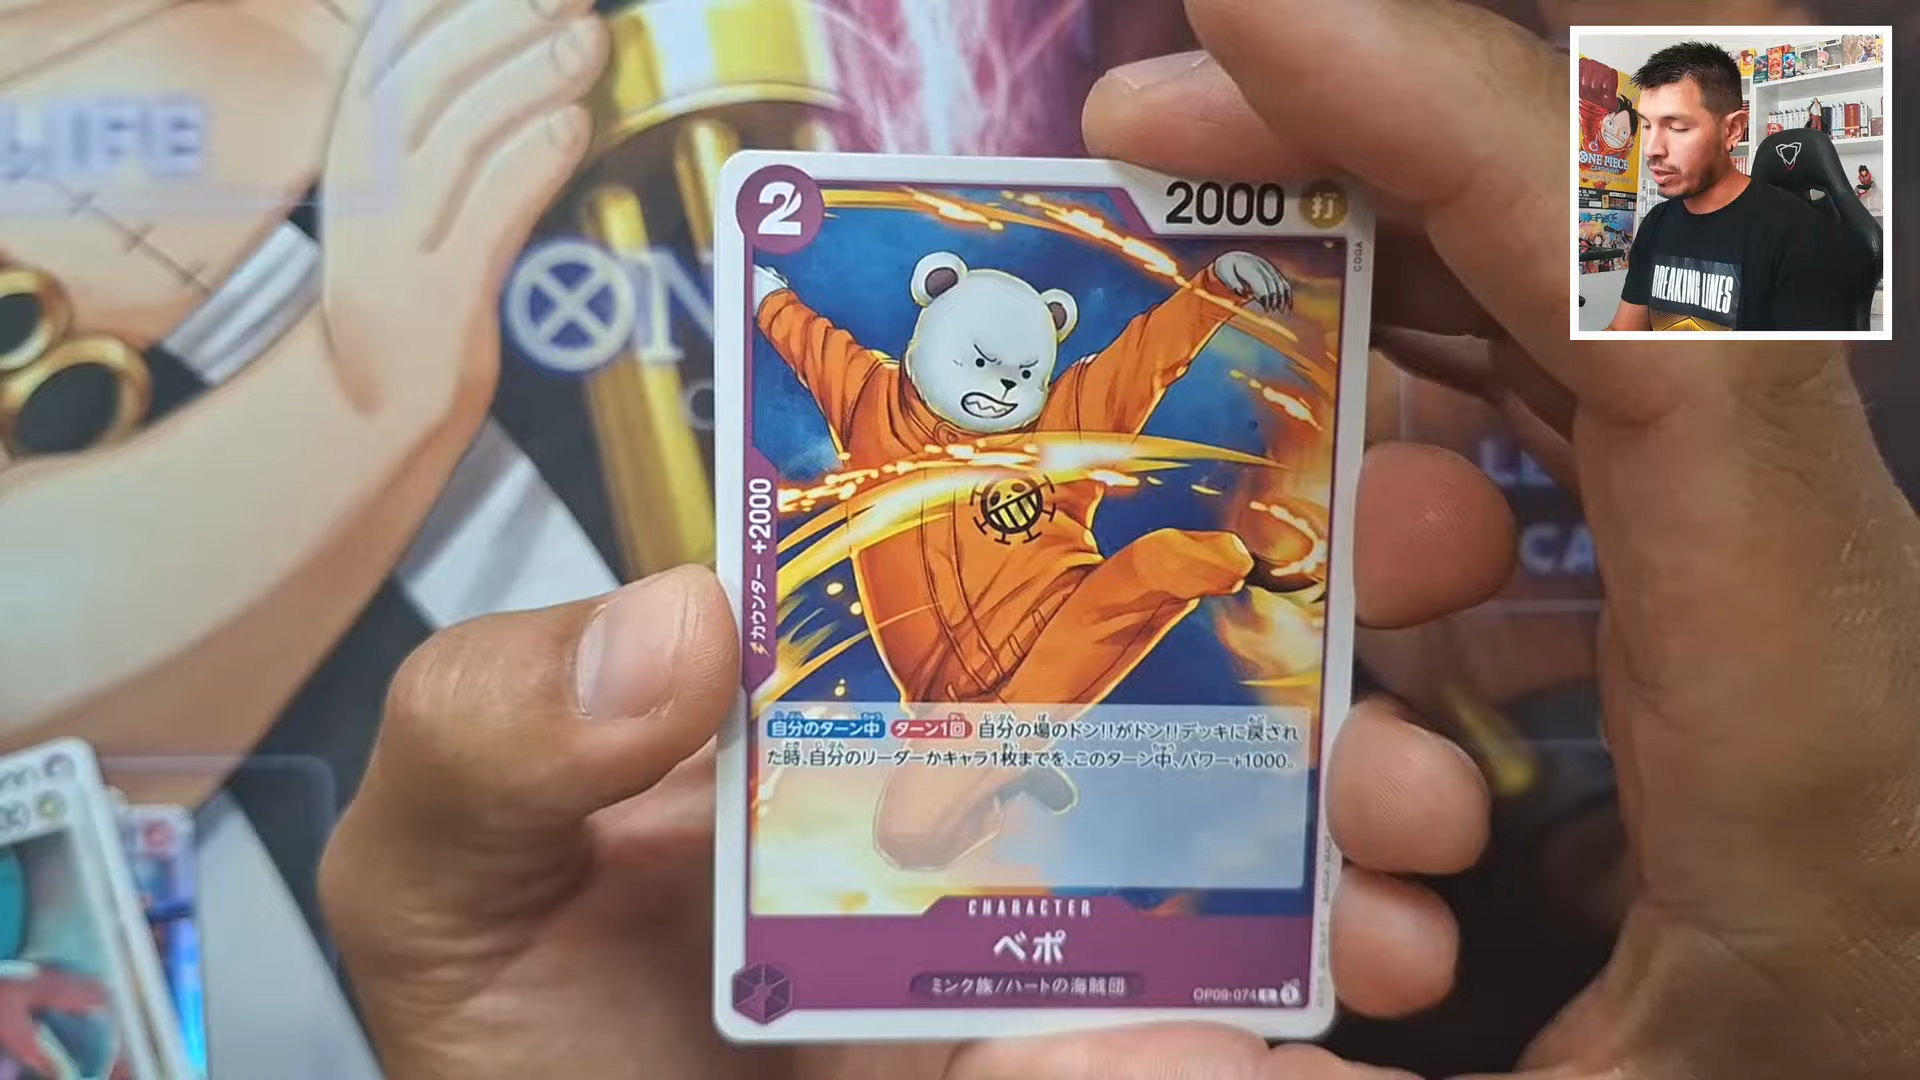 LIFE
ONE PIECE
BREAKING LINES
2
2000
打
COGA
カウンター +2000
自分のターン中 ターン1回 自分の場のドン!!がドン!!デッキに戻され
た時、自分のリーダーかキャラ1枚までを、このターン中、パワー+1000。
CHARACTER
ベポ
ミンク族/ハートの海賊団
OP09-074
CA